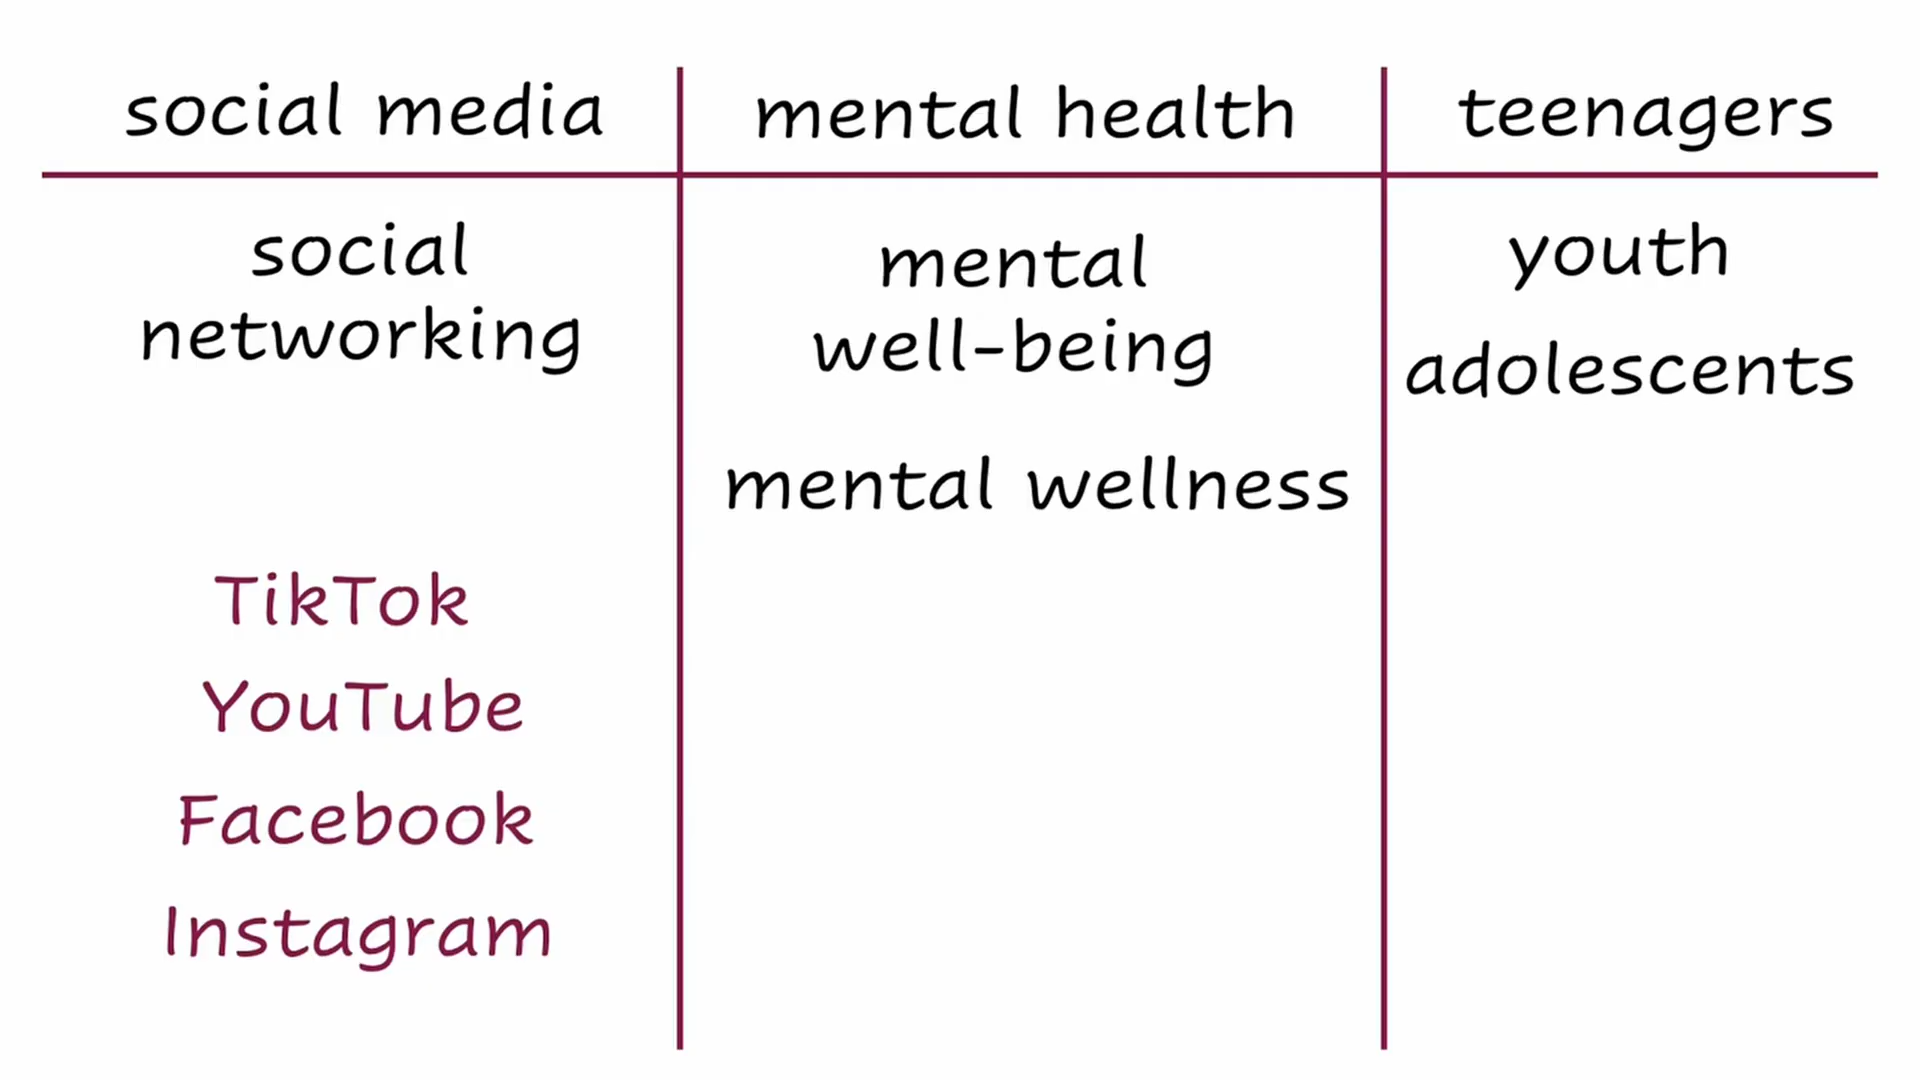 social media
mental health
teenagers
social
networking
TikTok
YouTube
Facebook
Instagram
mental
well-being
mental wellness
youth
adolescents